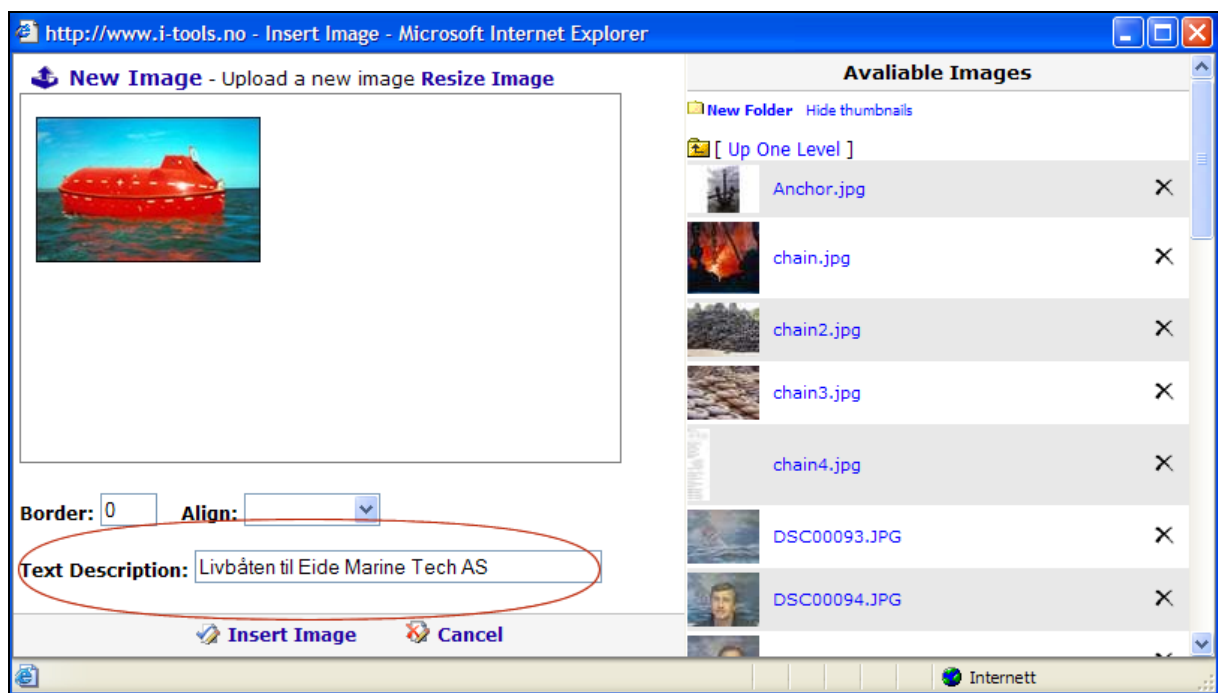 http://www.i-tools.no - Insert Image - Microsoft Internet Explorer
New Image - Upload a new image Resize Image
Border: 0 Align:
Text Description: Livbåten til Eide Marine Tech AS
Insert Image Cancel
Avaliable Images
New Folder Hide thumbnails
[ Up One Level ]
Anchor.jpg
chain.jpg
chain2.jpg
chain3.jpg
chain4.jpg
DSC00093.JPG
DSC00094.JPG
Internett